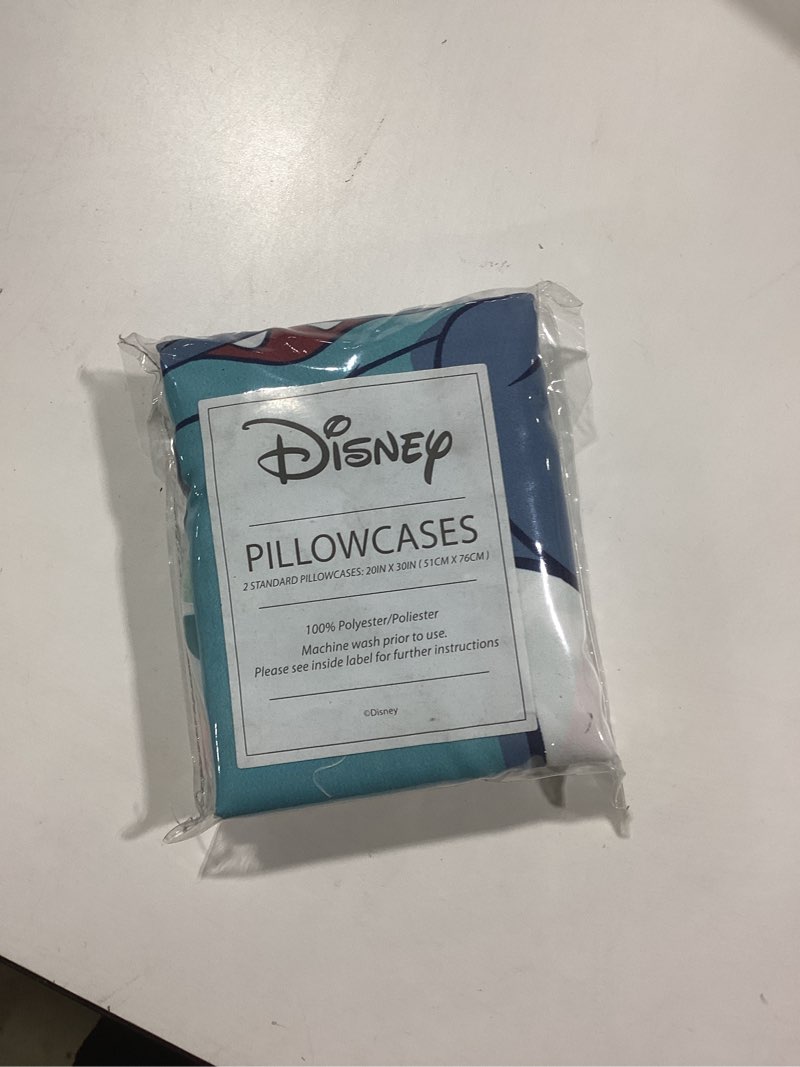 Disney
PILLOWCASES
2 STANDARD PILLOWCASES: 20IN X 30IN ( 51CM X 76CM )
100% Polyester/Poliester
Machine wash prior to use.
Please see inside label for further instructions
©Disney